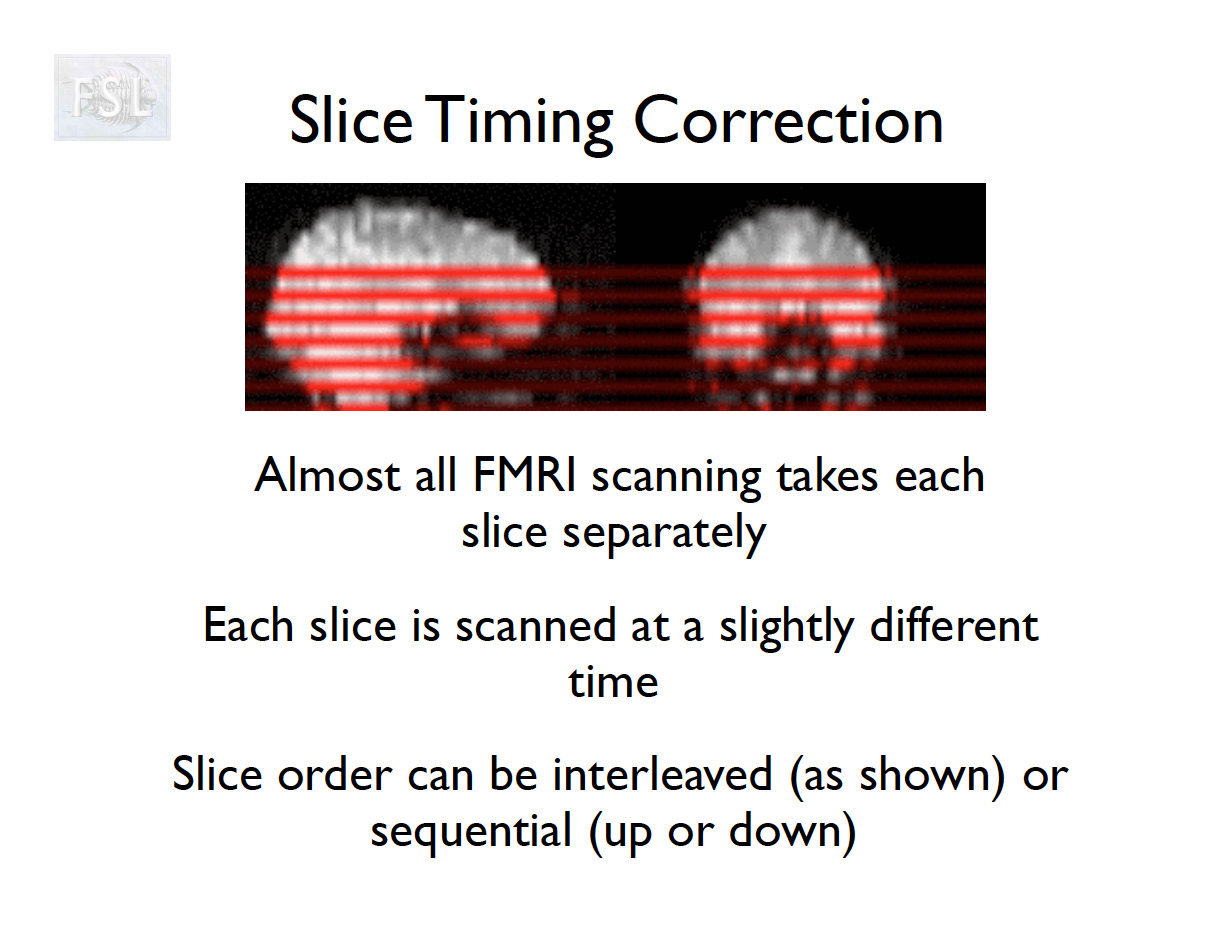 FSL
Slice Timing Correction
Almost all FMRI scanning takes each
slice separately
Each slice is scanned at a slightly different
time
Slice order can be interleaved (as shown) or
sequential (up or down)